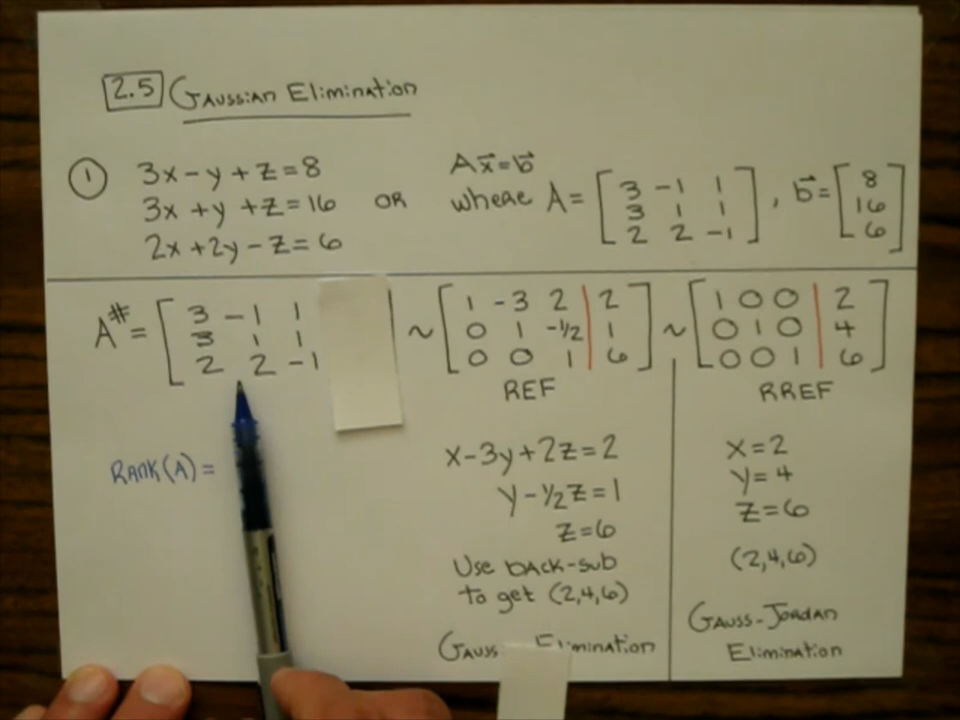 2.5 Gaussian Elimination
① 3x - y + z = 8
3x + y + z = 16 or
2x + 2y - z = 6
Ax⃗ = b⃗
where A = [ 3 -1 1 ; 3 1 1 ; 2 2 -1 ] , b⃗ = [ 8 ; 16 ; 6 ]
A# = [ 3 -1 1 ; 3 1 1 ; 2 2 -1 ] ~ [ 1 -3 2 | 2 ; 0 1 -1/2 | 1 ; 0 0 1 | 6 ] ~ [ 1 0 0 | 2 ; 0 1 0 | 4 ; 0 0 1 | 6 ]
REF
RREF
Rank(A) =
x - 3y + 2z = 2
y - 1/2z = 1
z = 6
Use back-sub
to get (2,4,6)
Elimination
x = 2
y = 4
z = 6
(2,4,6)
Gauss-Jordan
Elimination